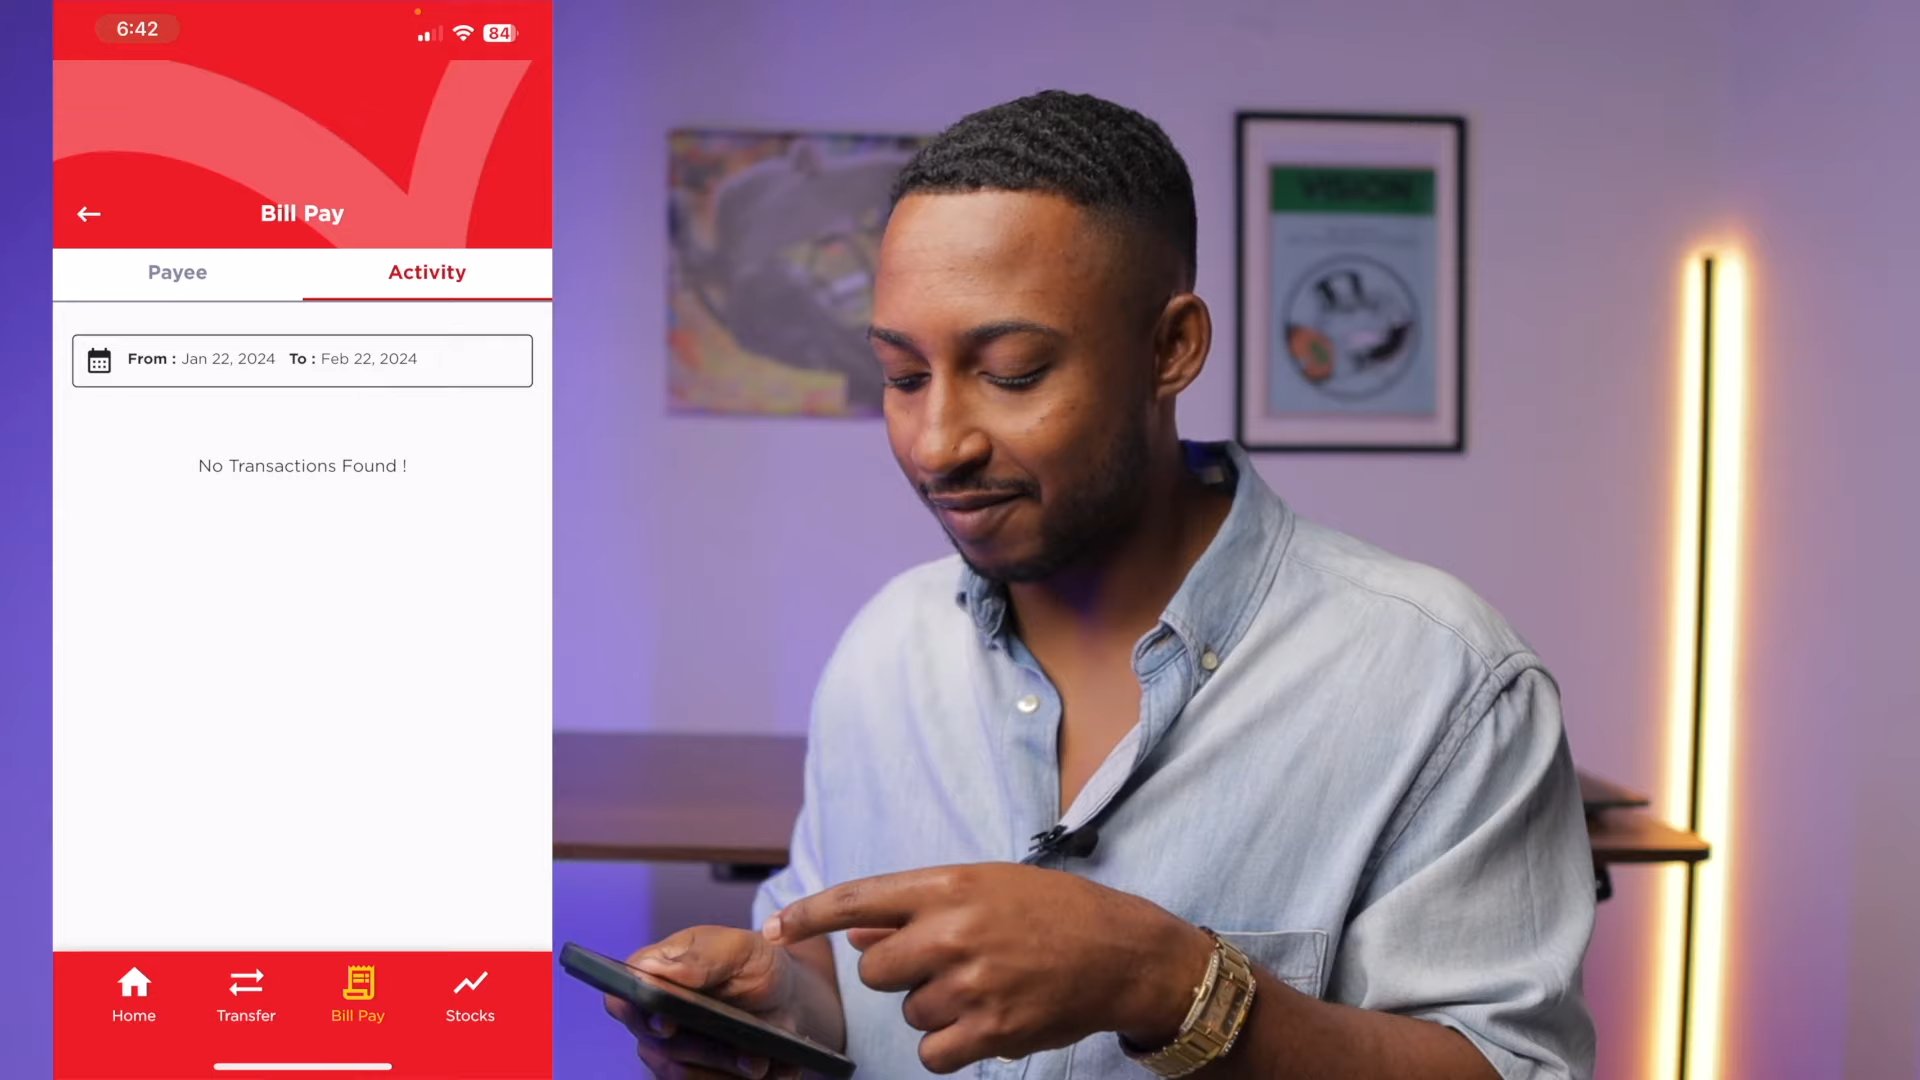 6:42
84
Bill Pay
Payee
Activity
From : Jan 22, 2024 To : Feb 22, 2024
No Transactions Found !
Home
Transfer
Bill Pay
Stocks
VISION